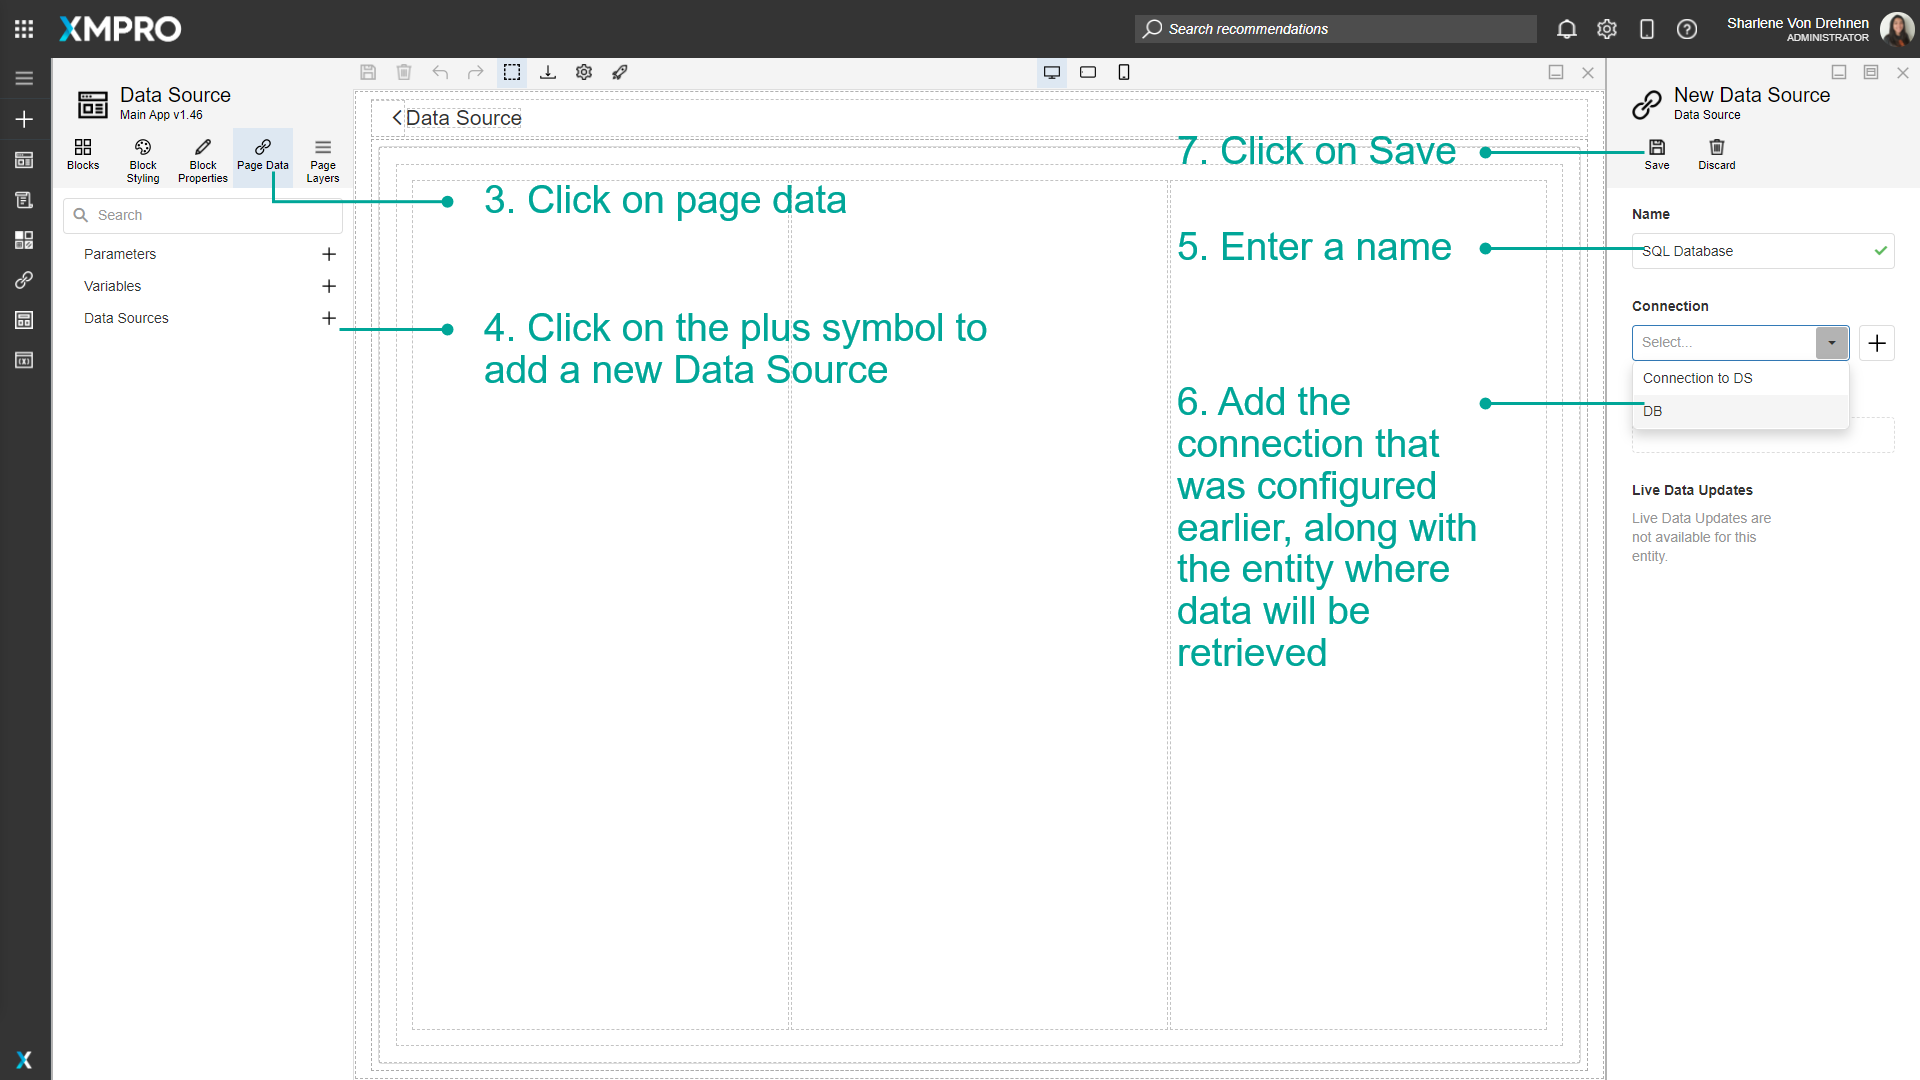 XMPRO
Search recommendations
Sharlene Von Drehnen
ADMINISTRATOR
Data Source
Main App v1.46
Blocks
Block
Styling
Block
Properties
Page Data
Page
Layers
Search
Parameters
Variables
Data Sources
Data Source
3. Click on page data
4. Click on the plus symbol to
add a new Data Source
7. Click on Save
5. Enter a name
6. Add the
connection that
was configured
earlier, along with
the entity where
data will be
retrieved
New Data Source
Data Source
Save
Discard
Name
SQL Database
Connection
Select...
Connection to DS
DB
Live Data Updates
Live Data Updates are
not available for this
entity.